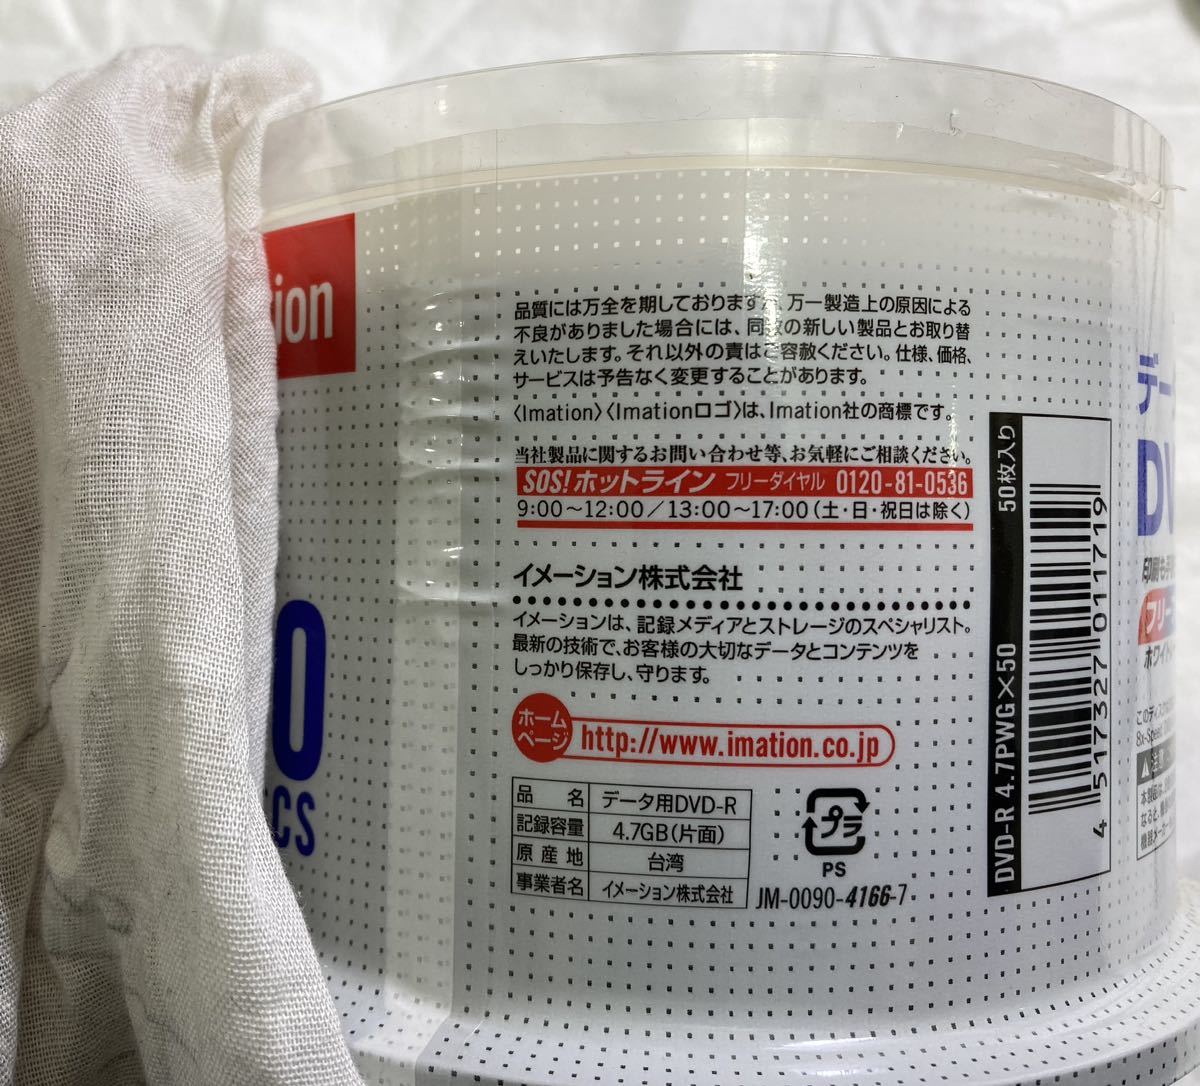 品質には万全を期しておりますが、万一製造上の原因による
不良がありました場合には、同数の新しい製品とお取り替
えいたします。それ以外の責はご容赦ください。仕様、価格、
サービスは予告なく変更することがあります。
〈Imation〉〈Imationロゴ〉は、Imation社の商標です。
当社製品に関するお問い合わせ等、お気軽にご相談ください。
SOS!ホットライン フリーダイヤル 0120-81-0536
9:00〜12:00/13:00〜17:00(土・日・祝日は除く)
イメーション株式会社
イメーションは、記録メディアとストレージのスペシャリスト。
最新の技術で、お客様の大切なデータとコンテンツを
しっかり保存し、守ります。
ホーム
ページ
http://www.imation.co.jp
品 名 データ用DVD-R
記録容量 4.7GB(片面)
原産地 台湾
事業者名 イメーション株式会社
プラ
PS
JM-0090-4166-7
DVD-R 4.7PWG×50 50枚入り
4 517327 011719